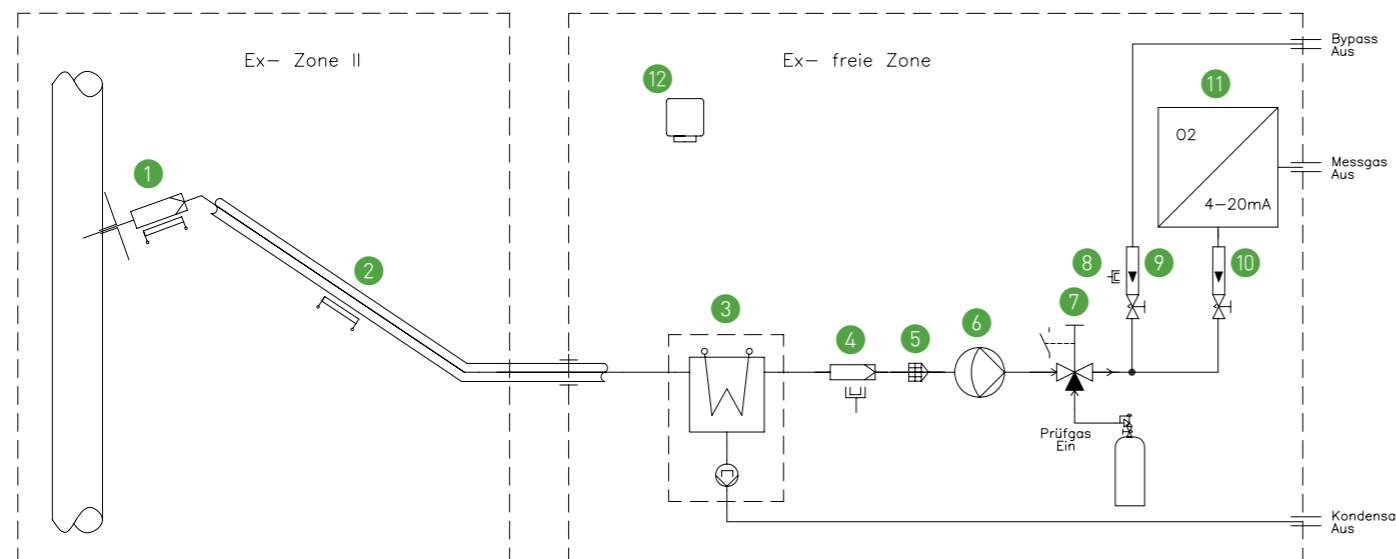 Ex- Zone II
Ex- freie Zone
Bypass
Aus
12
11
O2
4-20mA
Messgas
Aus
1
2
8
9
10
3
4
5
6
7
Prüfgas
Ein
Kondensa
Aus